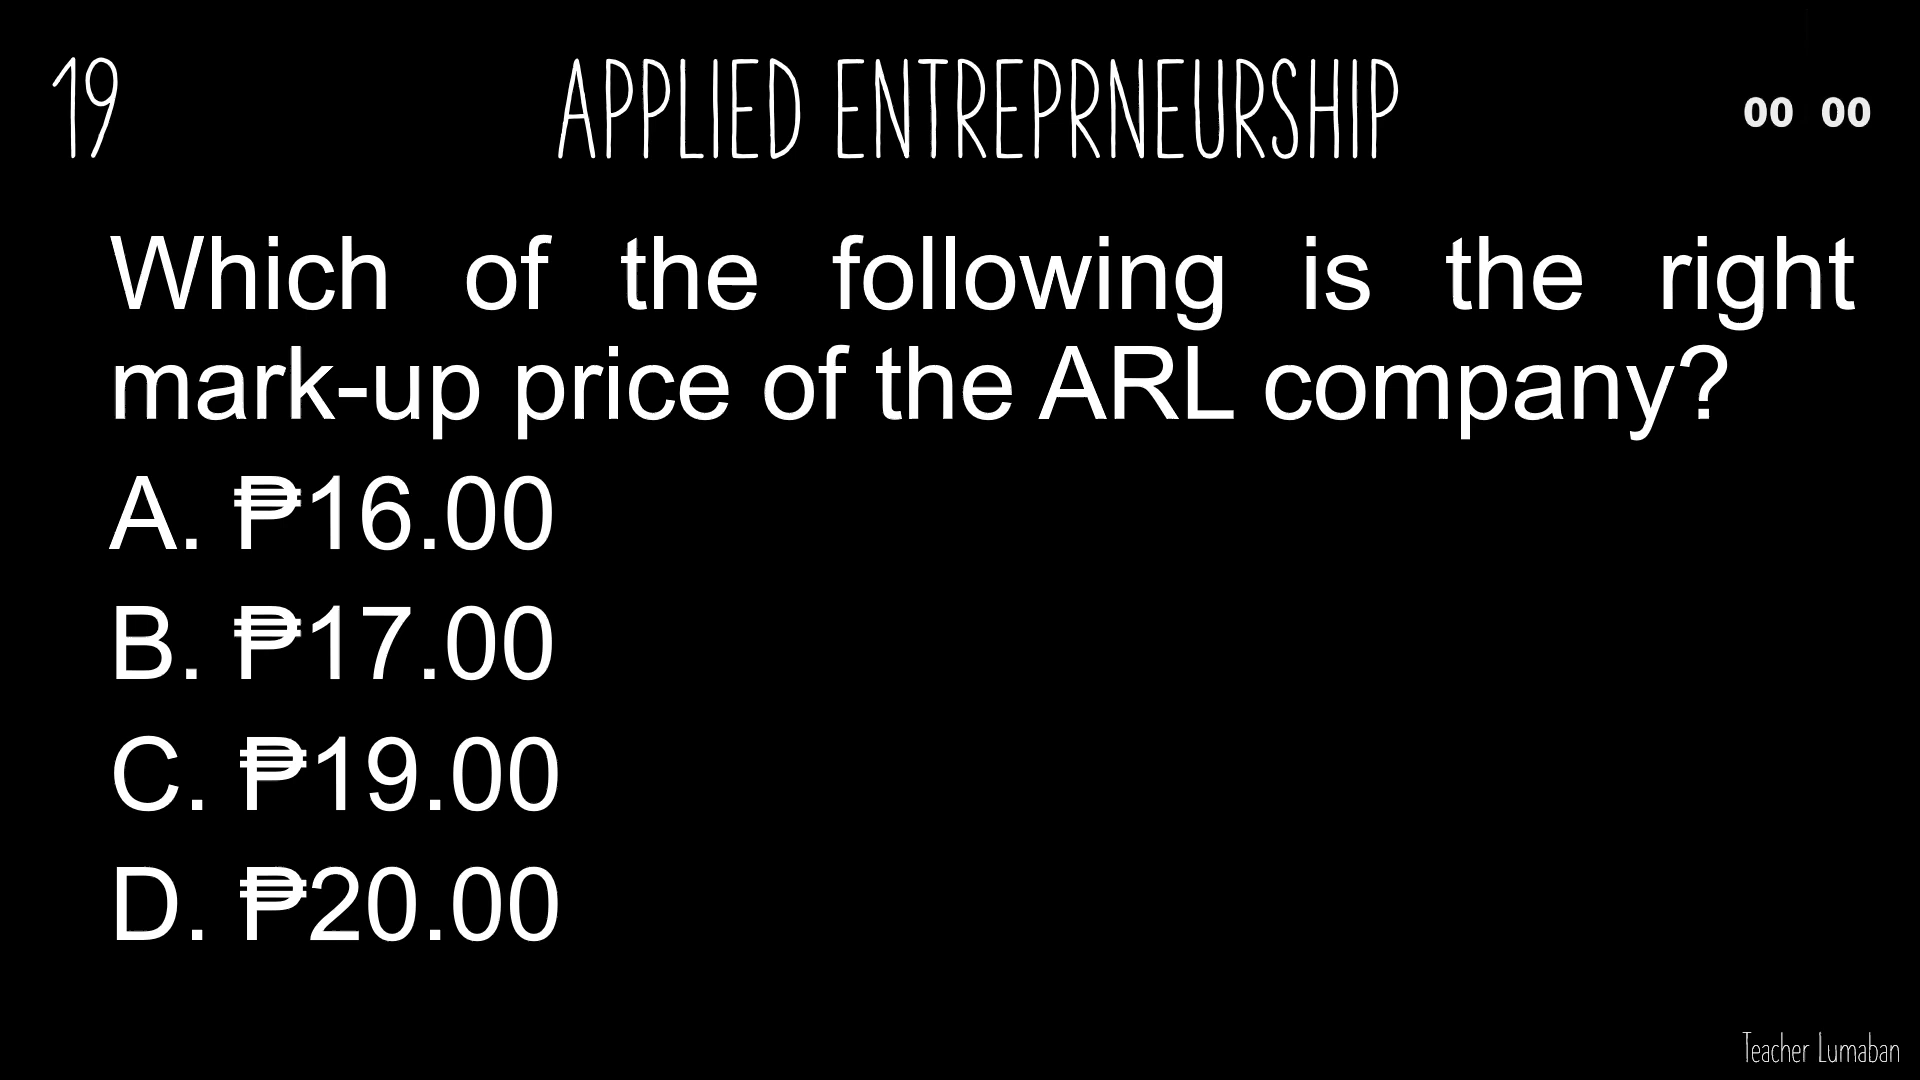 19
APPLIED ENTREPRNEURSHIP
00 00
Which of the following is the right
mark-up price of the ARL company?
A. ₱16.00
B. ₱17.00
C. ₱19.00
D. ₱20.00
Teacher Lumaban